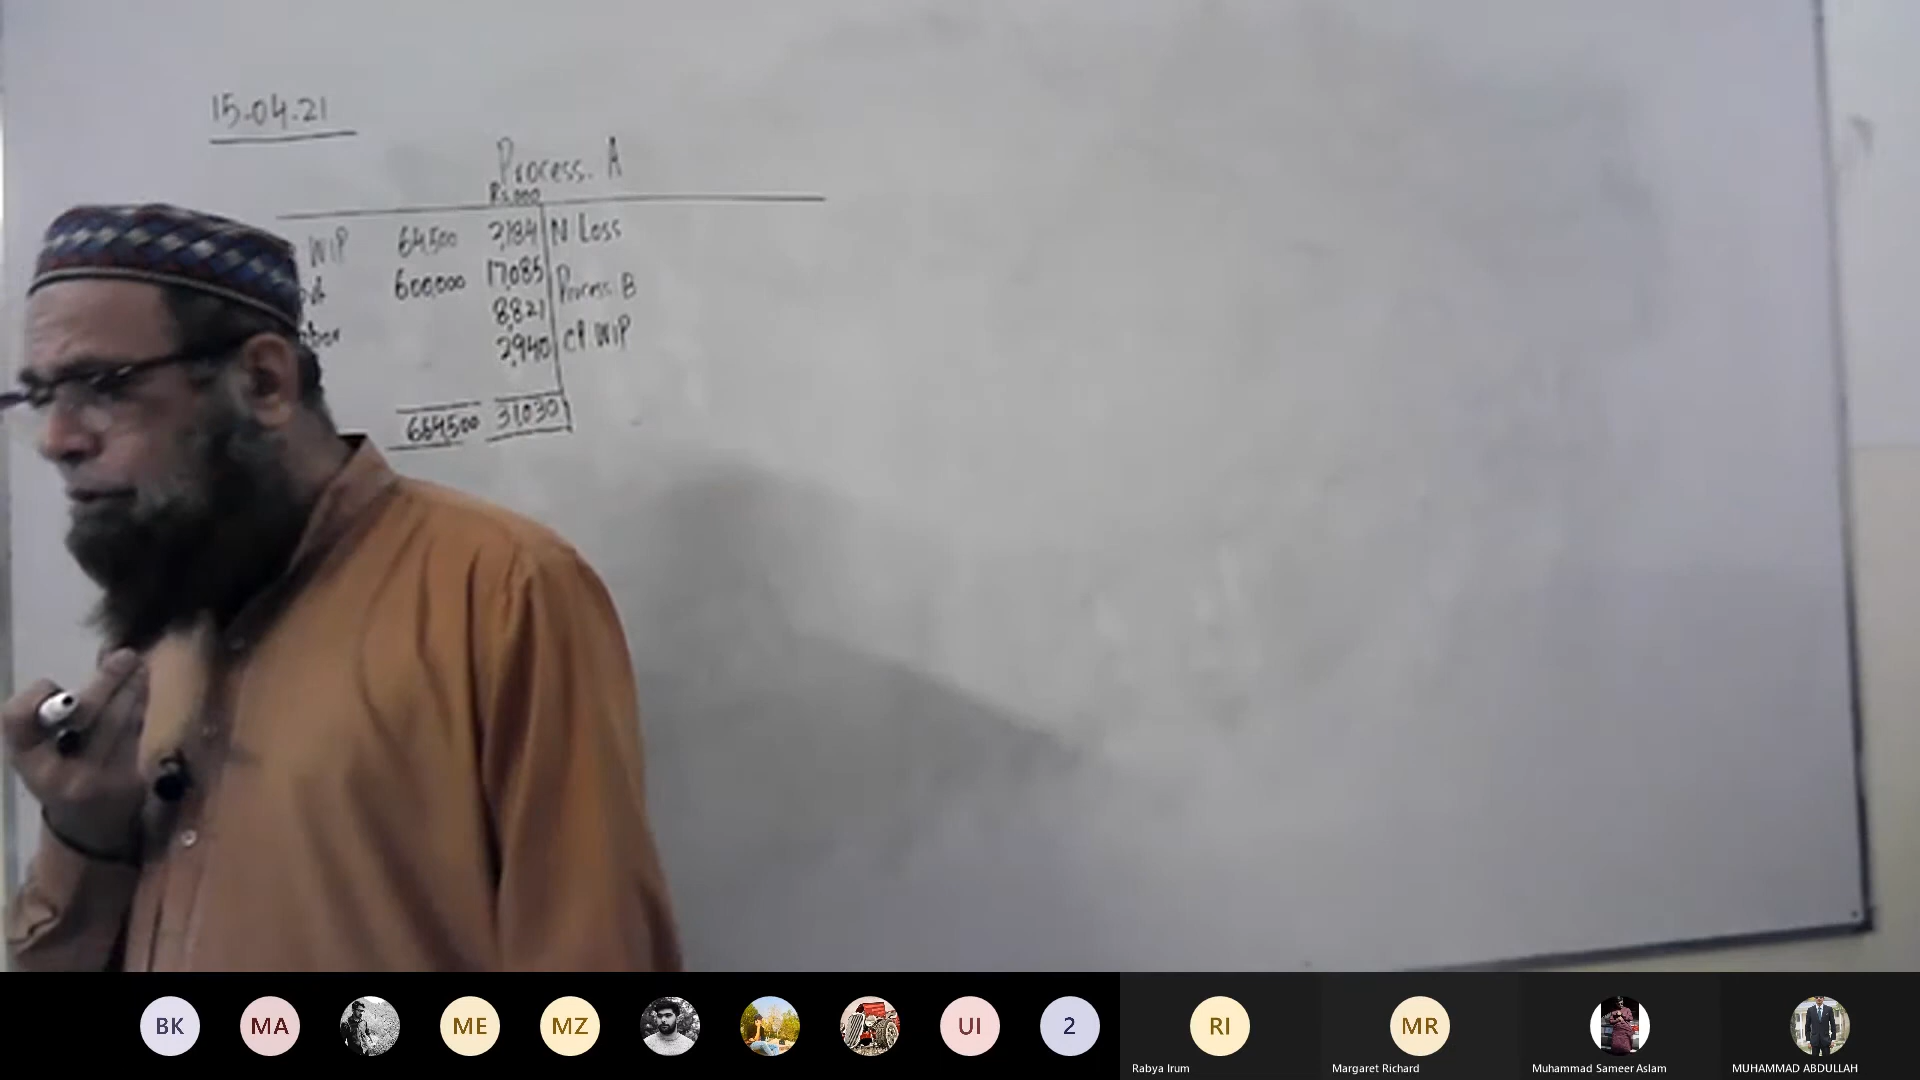 15.04.21
Process. A
Rs.000
WIP 64,500 2,184 N Loss
600,000 17,085 Process B
8,821
2,940 Cl. WIP
664,500 31,030
BK MA ME MZ UI 2 RI MR
Rabya Irum Margaret Richard Muhammad Sameer Aslam MUHAMMAD ABDULLAH